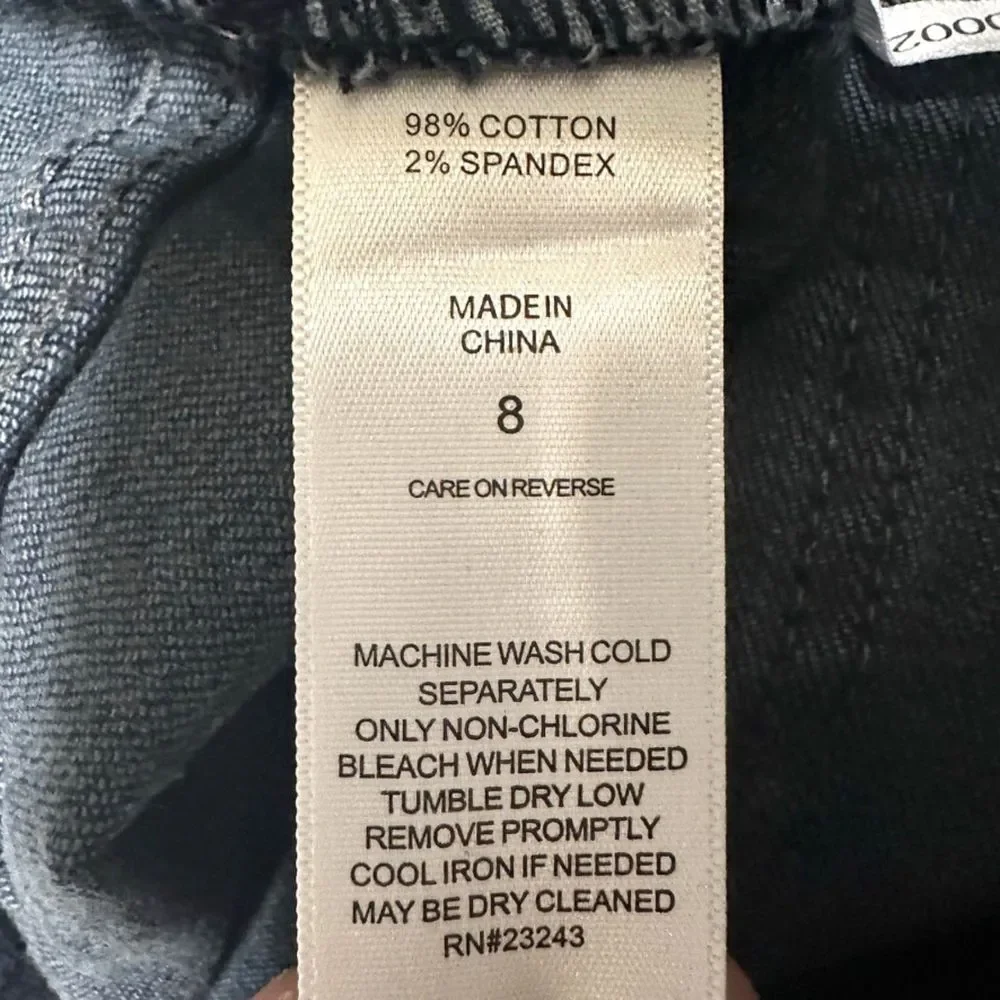 0002
98% COTTON
2% SPANDEX
MADE IN
CHINA
8
CARE ON REVERSE
MACHINE WASH COLD
SEPARATELY
ONLY NON-CHLORINE
BLEACH WHEN NEEDED
TUMBLE DRY LOW
REMOVE PROMPTLY
COOL IRON IF NEEDED
MAY BE DRY CLEANED
RN#23243